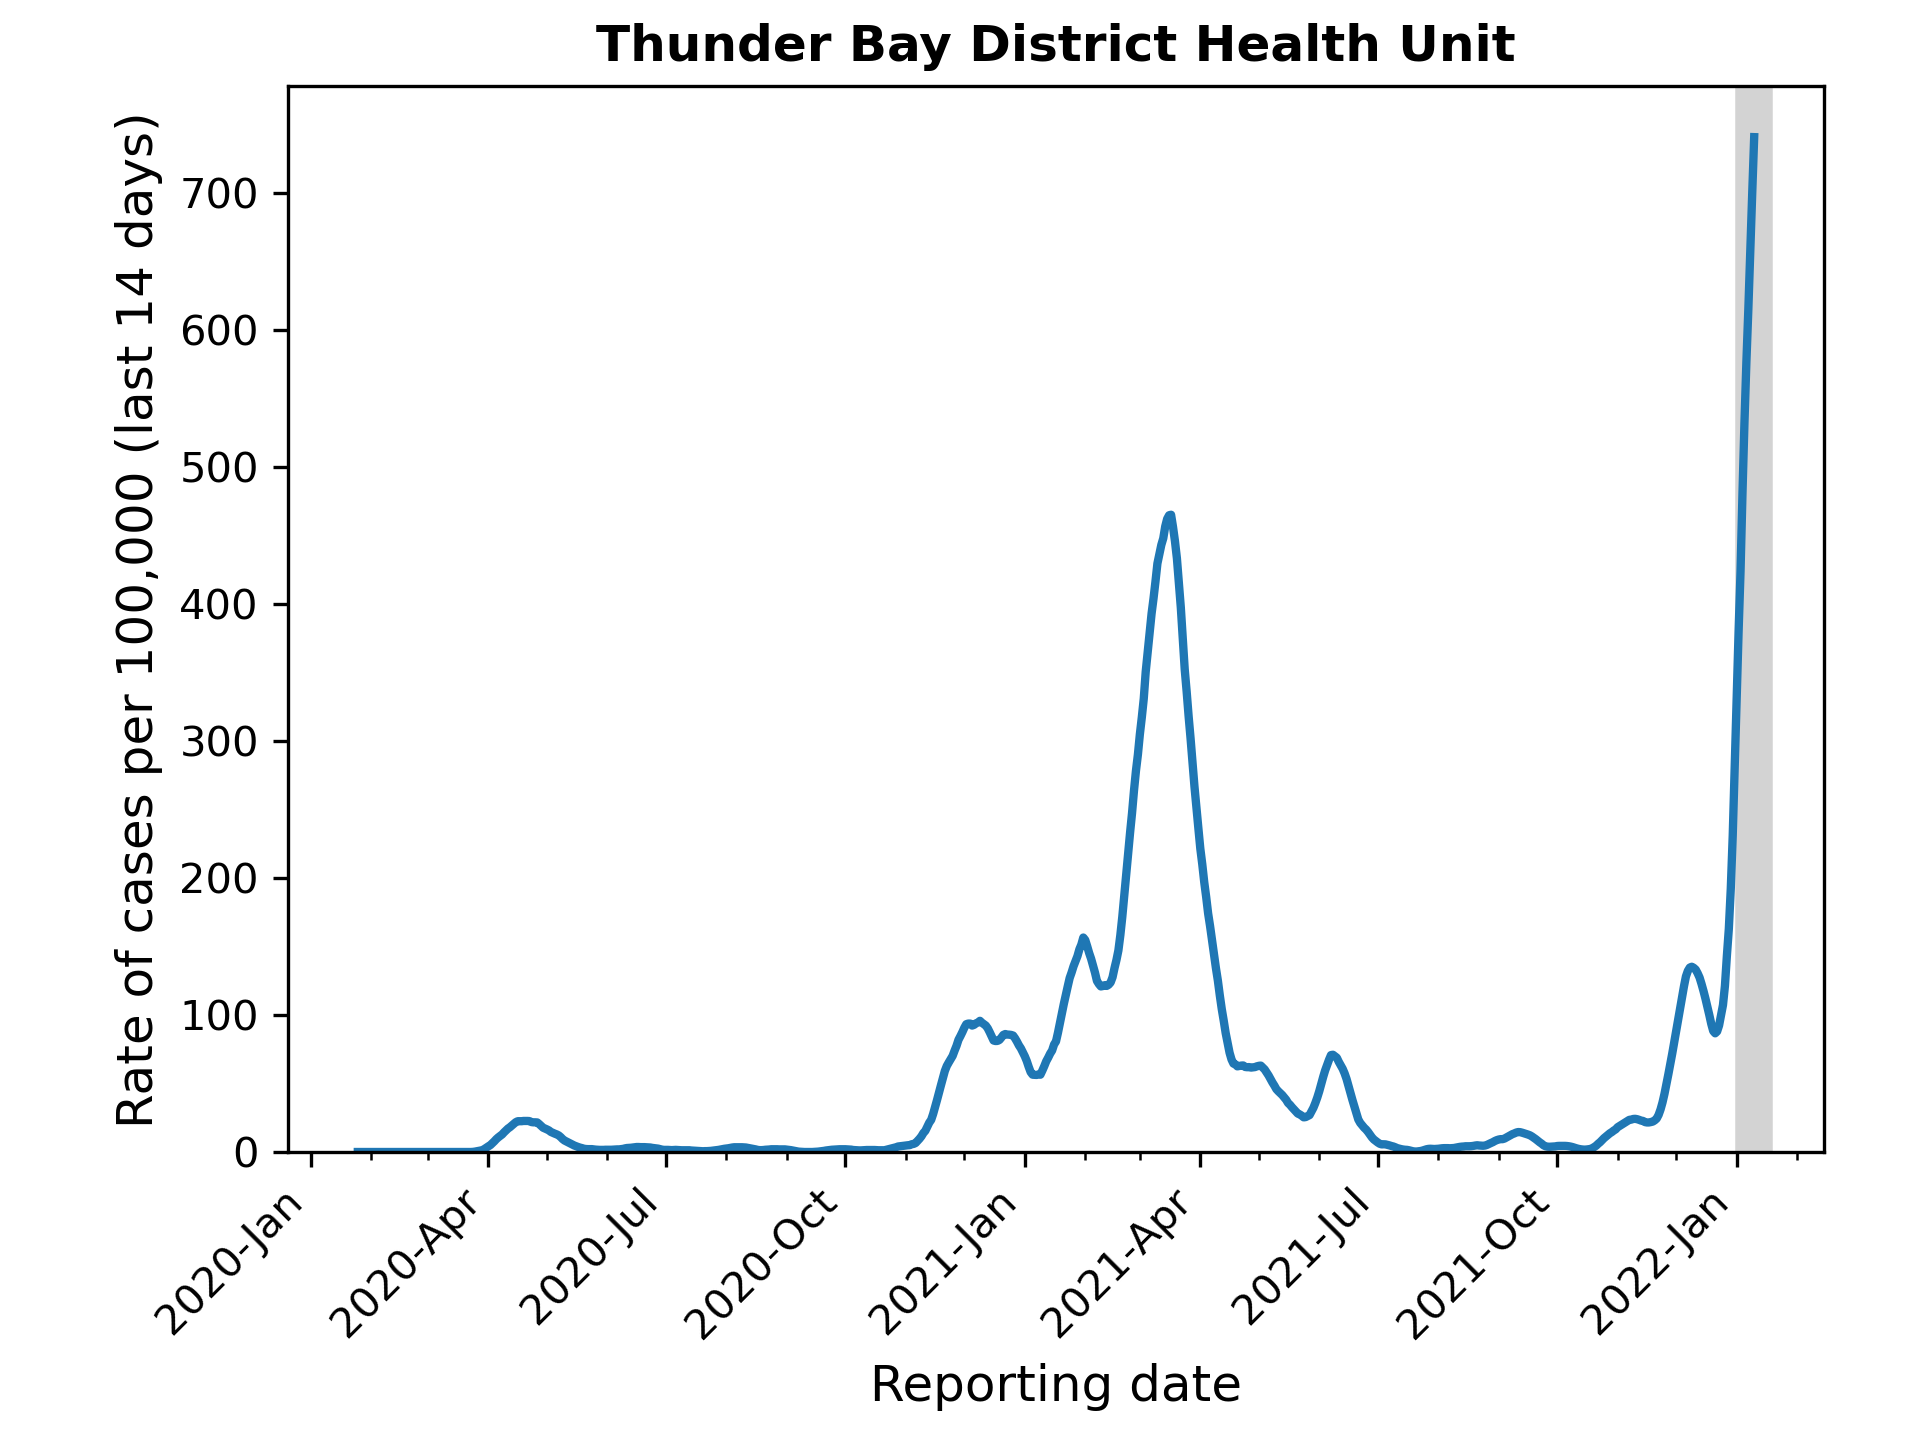 Thunder Bay District Health Unit
Rate of cases per 100,000 (last 14 days)
700
600
500
400
300
200
100
0
2020-Jan
2020-Apr
2020-Jul
2020-Oct
2021-Jan
2021-Apr
2021-Jul
2021-Oct
2022-Jan
Reporting date